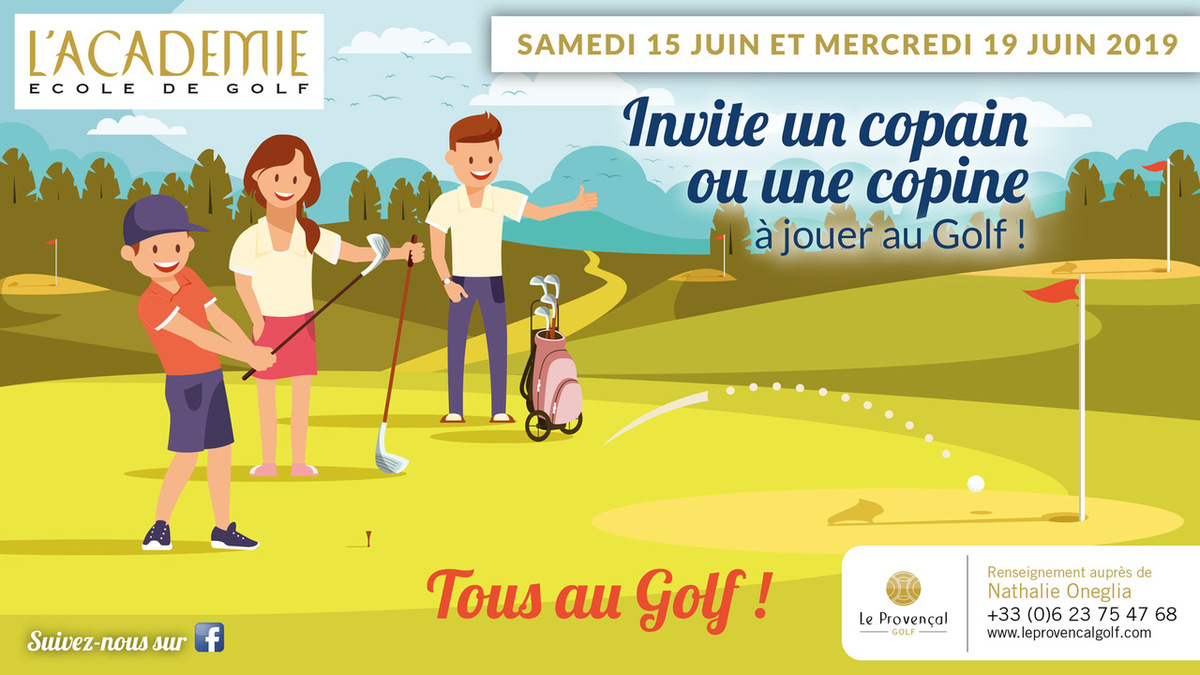 L'ACADEMIE
ECOLE DE GOLF
SAMEDI 15 JUIN ET MERCREDI 19 JUIN 2019
Invite un copain
ou une copine
à jouer au Golf !
Tous au Golf !
Suivez-nous sur f
Le Provençal
GOLF
Renseignement auprès de
Nathalie Oneglia
+33 (0)6 23 75 47 68
www.leprovencalgolf.com